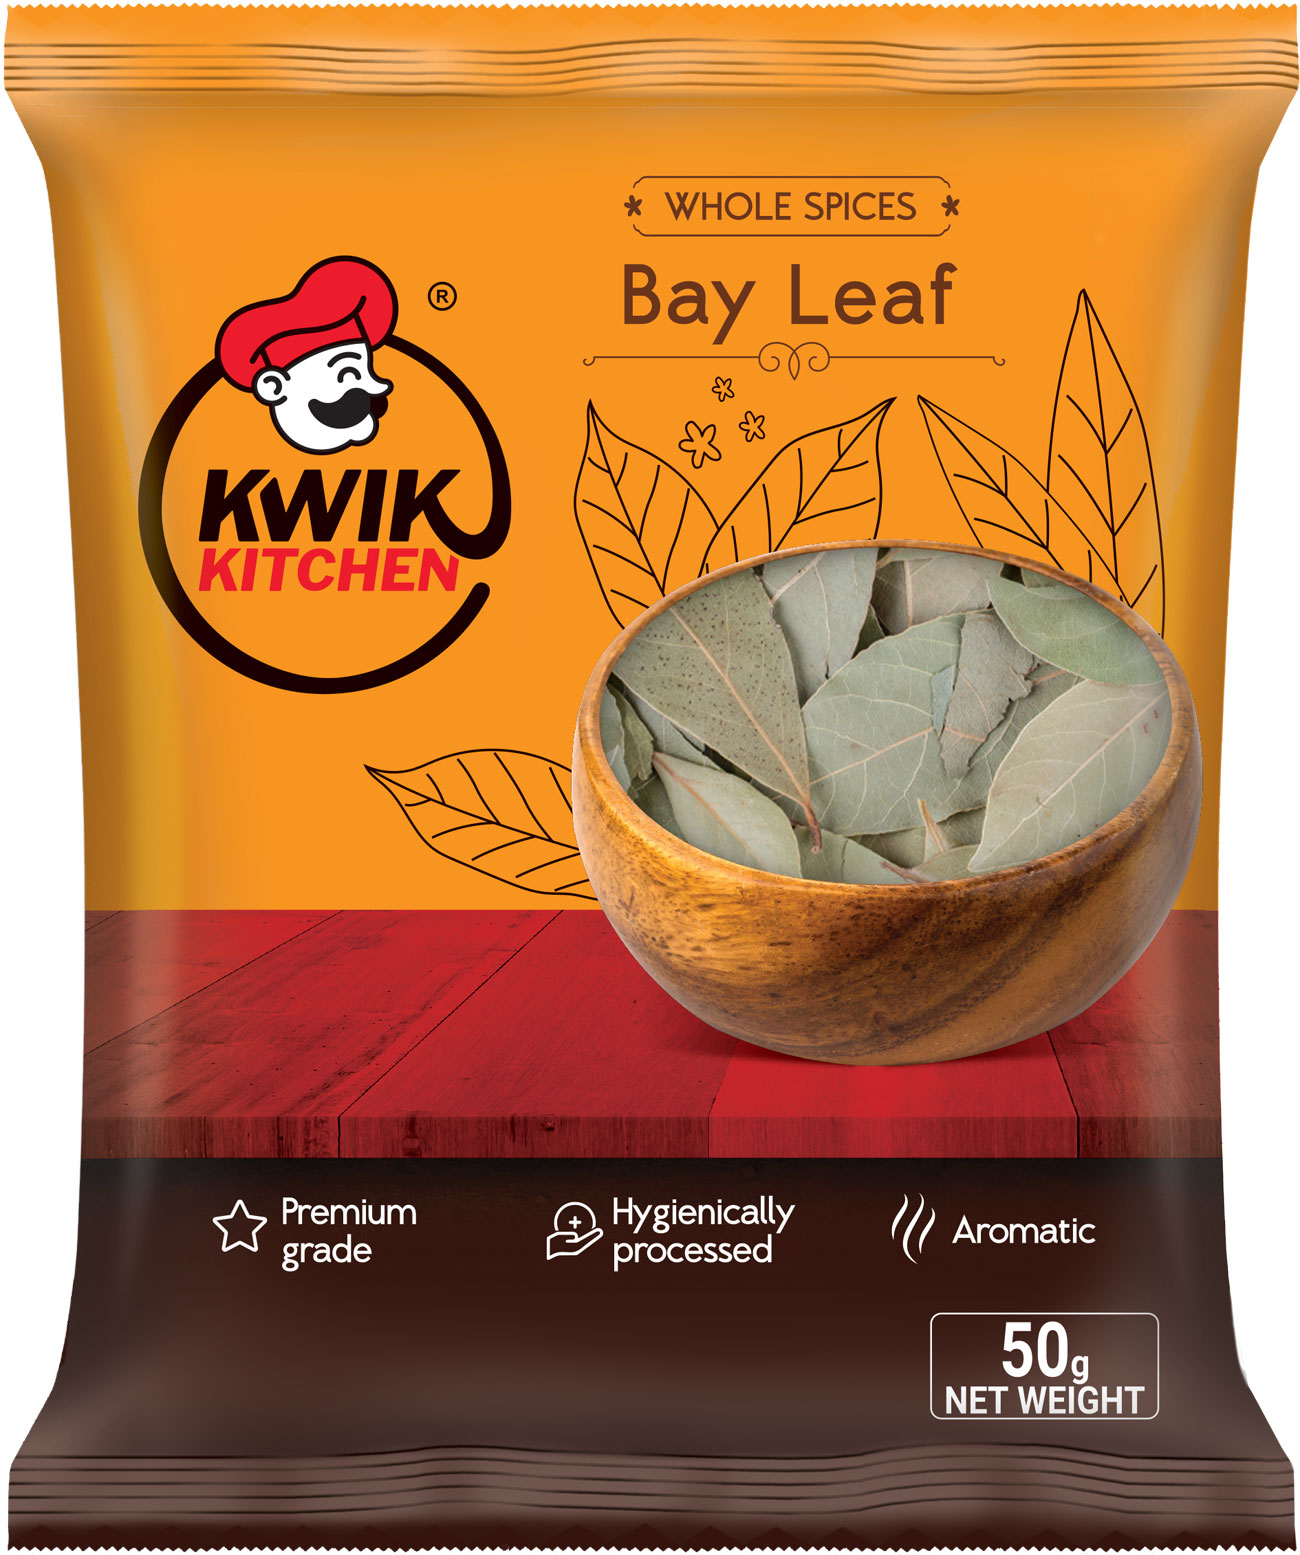 WHOLE SPICES
Bay Leaf
®
KWIK
KITCHEN
Premium
grade
Hygienically
processed
Aromatic
50g
NET WEIGHT